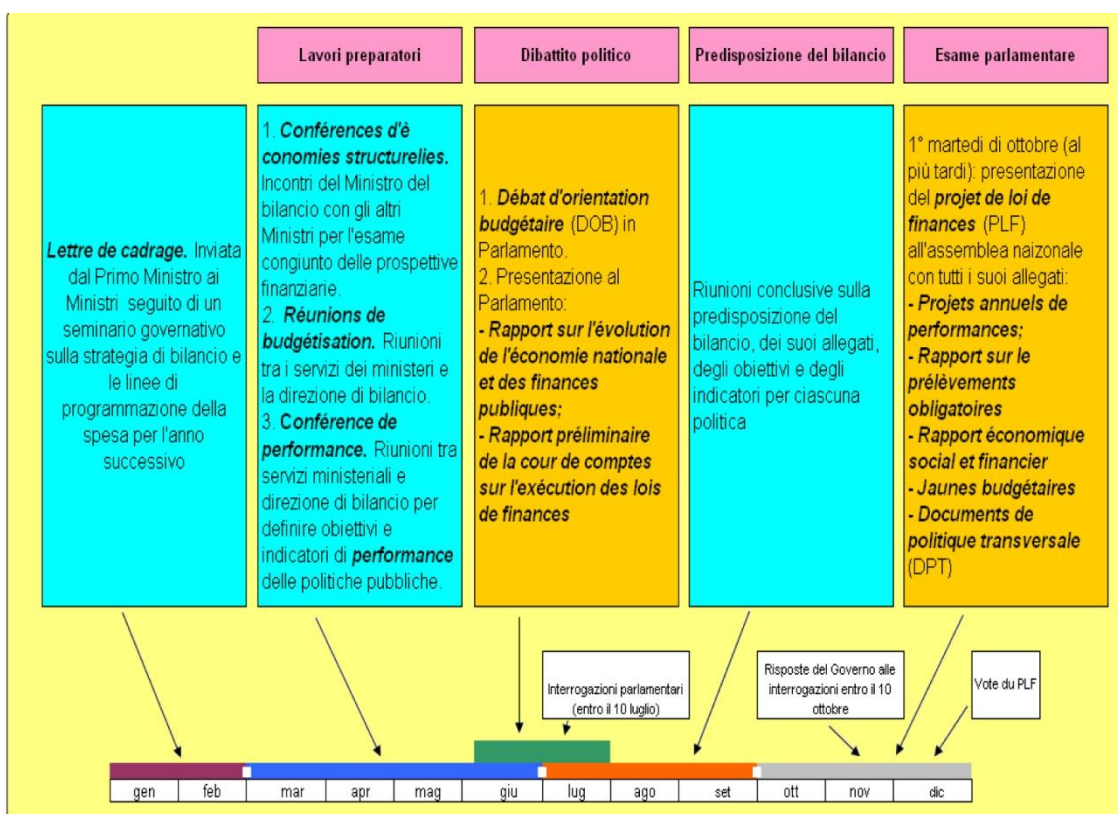 Lavori preparatori
Dibattito politico
Predisposizione del bilancio
Esame parlamentare
Lettre de cadrage. Inviata
dal Primo Ministro ai
Ministri seguito di un
seminario governativo
sulla strategia di bilancio e
le linee di
programmazione della
spesa per l'anno
successivo
1. Conférences d'è
conomies structurelies.
Incontri del Ministro del
bilancio con gli altri
Ministri per l'esame
congiunto delle prospettive
finanziarie.
2. Réunions de
budgétisation. Riunioni
tra i servizi dei ministeri e
la direzione di bilancio.
3. Conférence de
performance. Riunioni tra
servizi ministeriali e
direzione di bilancio per
definire obiettivi e
indicatori di performance
delle politiche pubbliche.
1. Débat d'orientation
budgétaire (DOB) in
Parlamento.
2. Presentazione al
Parlamento:
- Rapport sur l'évolution
de l'économie nationale
et des finances
publiques;
- Rapport préliminaire
de la cour de comptes
sur l'exécution des lois
de finances
Riunioni conclusive sulla
predisposizione del
bilancio, dei suoi allegati,
degli obiettivi e degli
indicatori per ciascuna
politica
1° martedi di ottobre (al
più tardi): presentazione
del projet de loi de
finances (PLF)
all'assemblea naizonale
con tutti i suoi allegati:
- Projets annuels de
performances;
- Rapport sur le
prélèvements
obligatoires
- Rapport économique
social et financier
- Jaunes budgétaires
- Documents de
politique transversale
(DPT)
Interrogazioni parlamentari
(entro il 10 luglio)
Risposte del Governo alle
interrogazioni entro il 10
ottobre
Vote du PLF
gen feb mar apr mag giu lug ago set ott nov dic